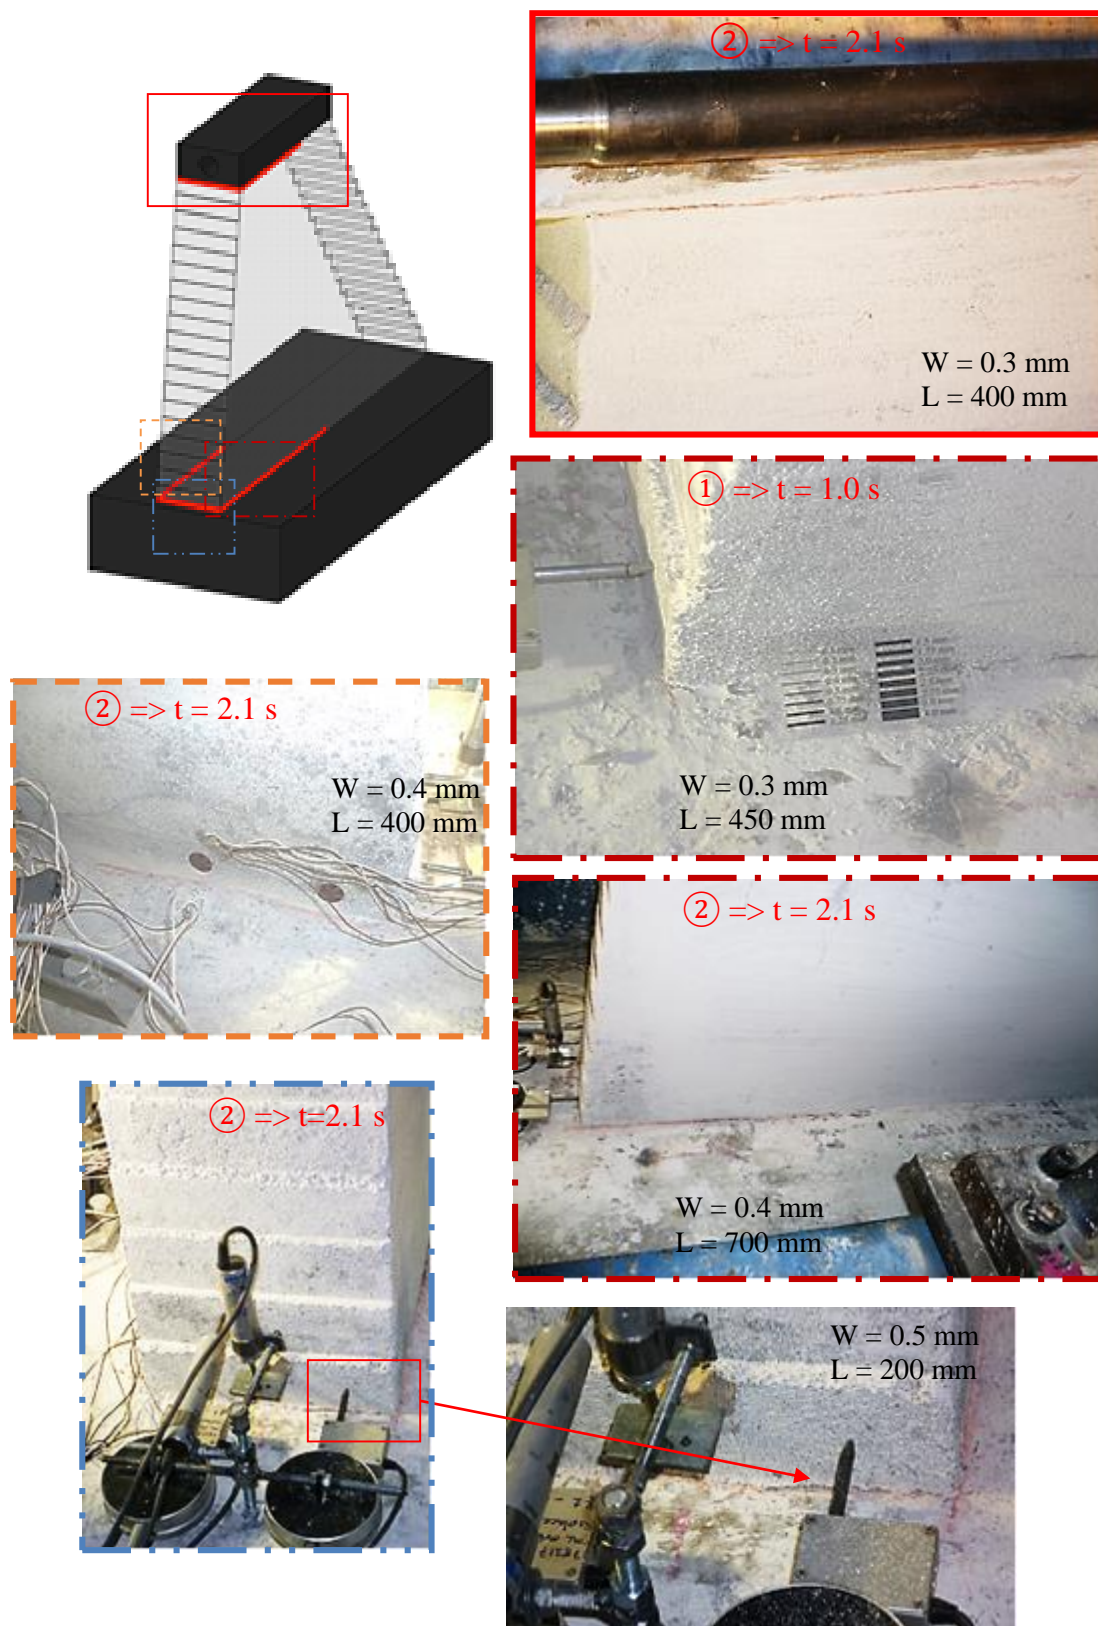 ② => t = 2.1 s
W = 0.3 mm
L = 400 mm
① => t = 1.0 s
W = 0.3 mm
L = 450 mm
② => t = 2.1 s
W = 0.4 mm
L = 400 mm
② => t = 2.1 s
W = 0.4 mm
L = 700 mm
② => t=2.1 s
W = 0.5 mm
L = 200 mm